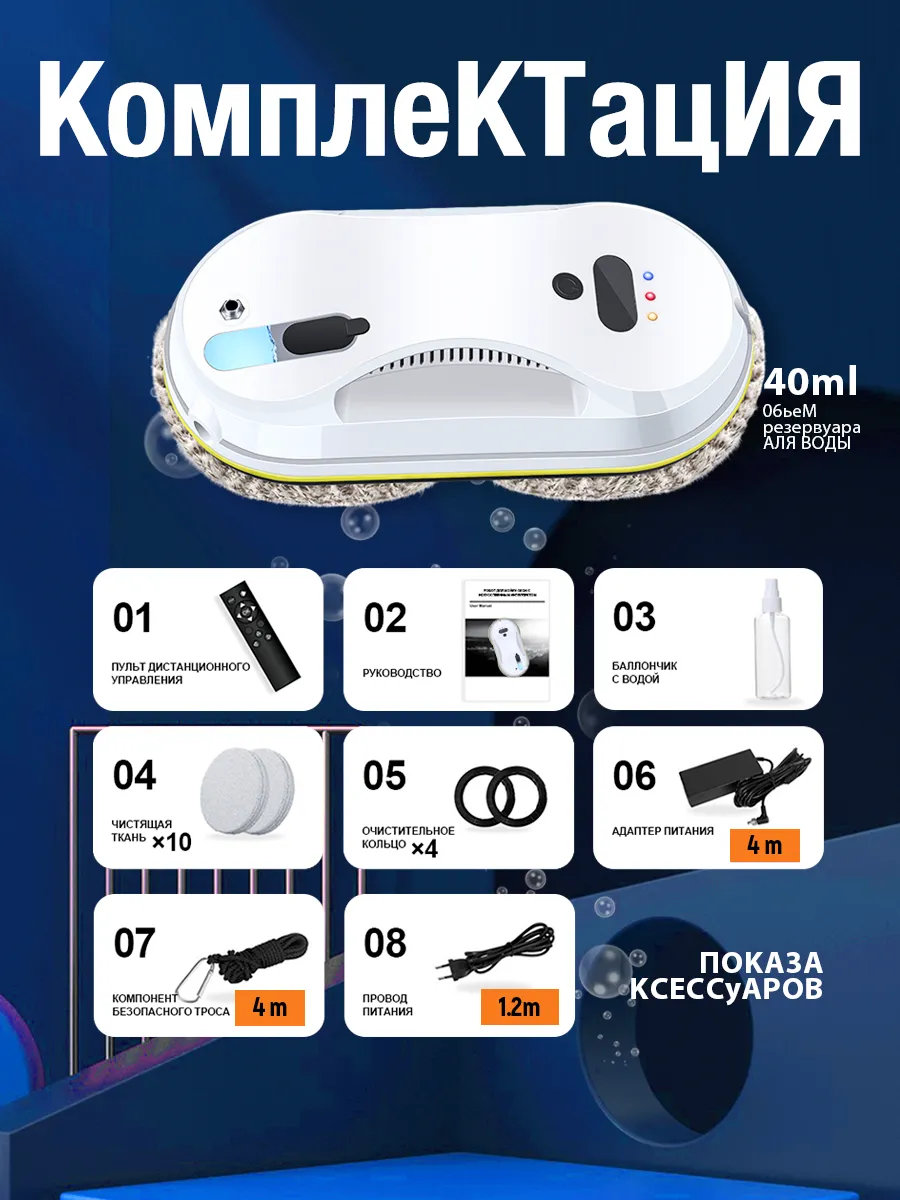 КомплеКТацИЯ
40ml
06ьеМ
резервуара
АЛЯ ВОДЫ
01
ПУЛЬТ ДИСТАНЦИОННОГО
УПРАВЛЕНИЯ
02
РУКОВОДСТВО
User Manual
03
БАЛЛОНЧИК
С ВОДОЙ
04
ЧИСТЯЩАЯ
ТКАНЬ ×10
05
ОЧИСТИТЕЛЬНОЕ
КОЛЬЦО ×4
06
АДАПТЕР ПИТАНИЯ
4 m
07
КОМПОНЕНТ
БЕЗОПАСНОГО ТРОСА
4 m
08
ПРОВОД
ПИТАНИЯ
1.2m
ПОКАЗА
КСЕССуАРОВ